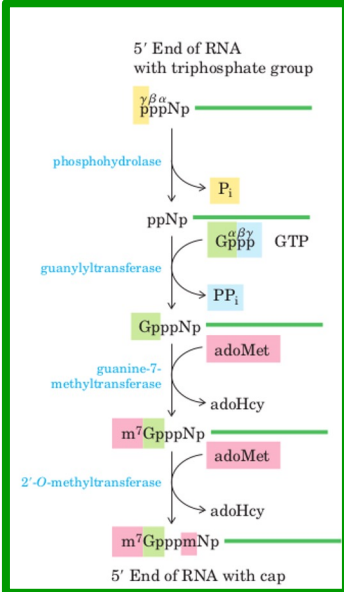 5′ End of RNA
with triphosphate group
γβα
pppNp
phosphohydrolase
Pi
ppNp
αβγ
Gppp GTP
guanylyltransferase
PPi
GpppNp
adoMet
guanine-7-
methyltransferase
adoHcy
m⁷GpppNp
adoMet
2′-O-methyltransferase
adoHcy
m⁷GpppmNp
5′ End of RNA with cap